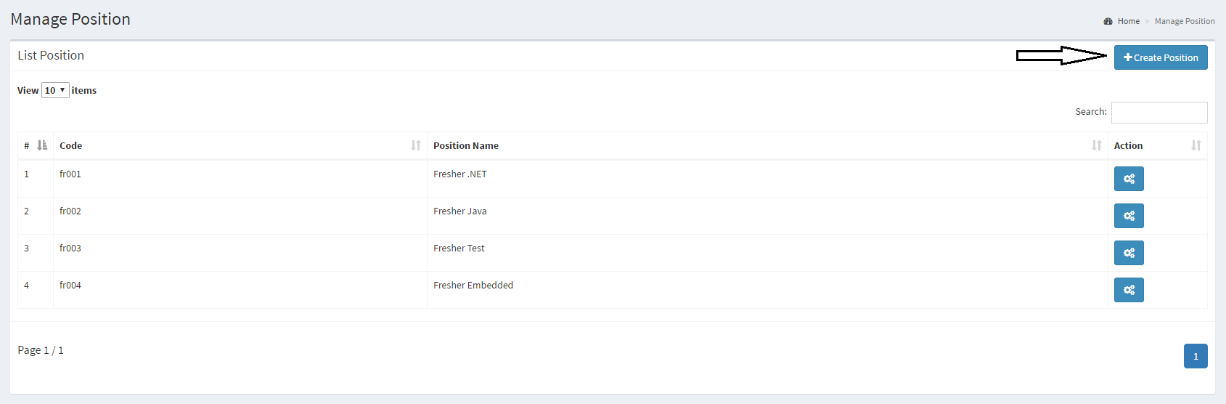 Manage Position
Home > Manage Position
List Position
Create Position
View 10 items
Search:
# Code Position Name Action
1 fr001 Fresher .NET
2 fr002 Fresher Java
3 fr003 Fresher Test
4 fr004 Fresher Embedded
Page 1 / 1
1